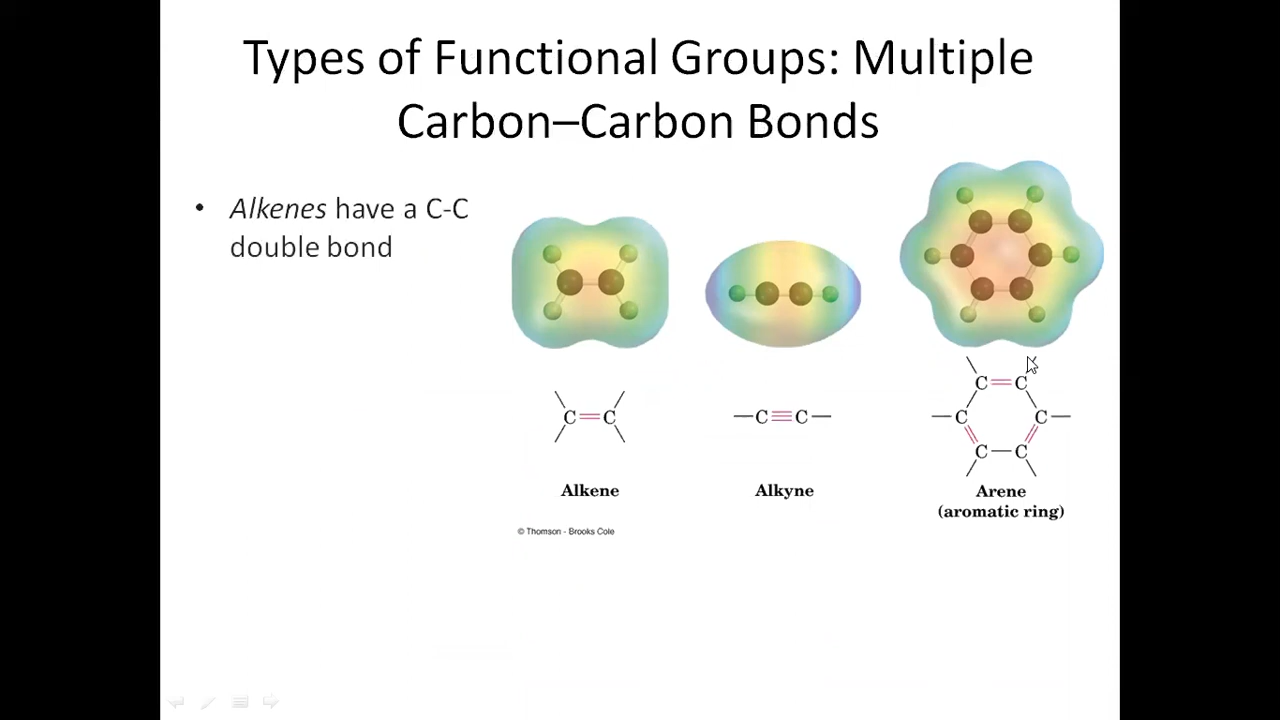 Types of Functional Groups: Multiple
Carbon–Carbon Bonds
• Alkenes have a C-C
double bond
C=C
—C≡C—
C=C
—C C—
C—C
Alkene
Alkyne
Arene
(aromatic ring)
© Thomson - Brooks Cole